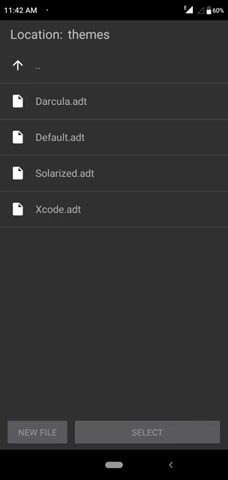 11:42 AM
60%
Location: themes
..
Darcula.adt
Default.adt
Solarized.adt
Xcode.adt
NEW FILE
SELECT